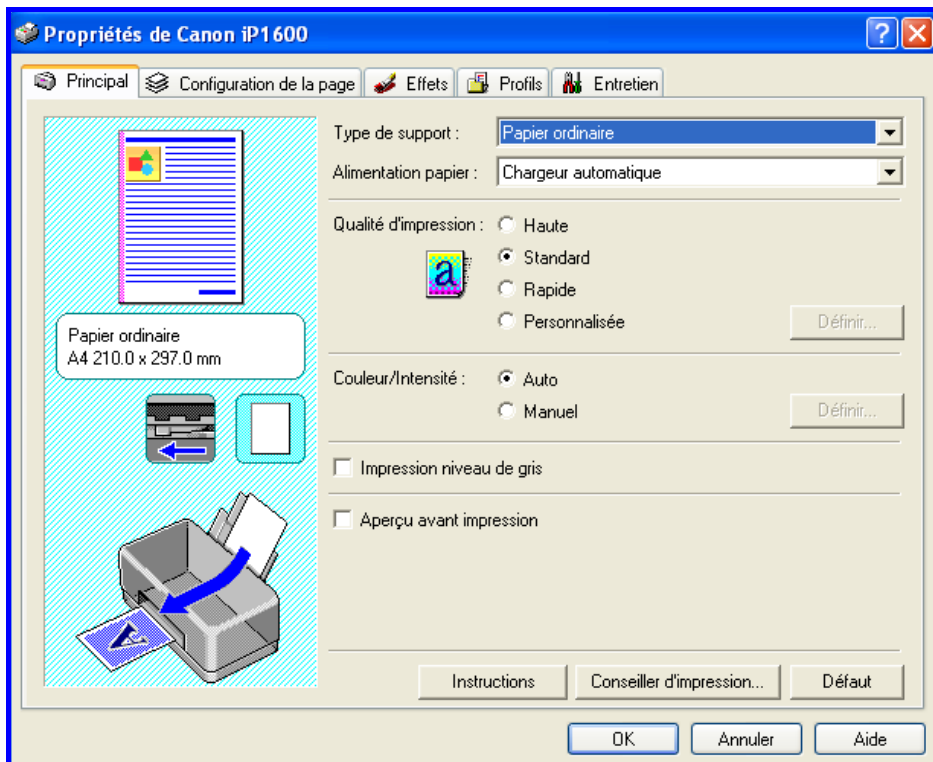 Propriétés de Canon iP1600
Principal
Configuration de la page
Effets
Profils
Entretien
Papier ordinaire
A4 210.0 x 297.0 mm
Type de support :
Papier ordinaire
Alimentation papier :
Chargeur automatique
Qualité d'impression :
Haute
a
Standard
Rapide
Personnalisée
Définir...
Couleur/Intensité :
Auto
Manuel
Définir...
Impression niveau de gris
Aperçu avant impression
Instructions
Conseiller d'impression...
Défaut
OK
Annuler
Aide